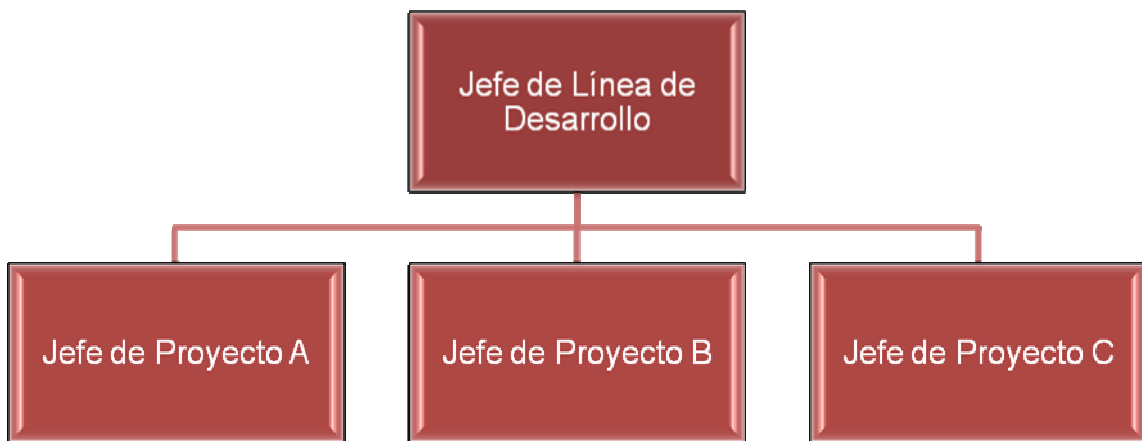 Jefe de Línea de
Desarrollo
Jefe de Proyecto A
Jefe de Proyecto B
Jefe de Proyecto C